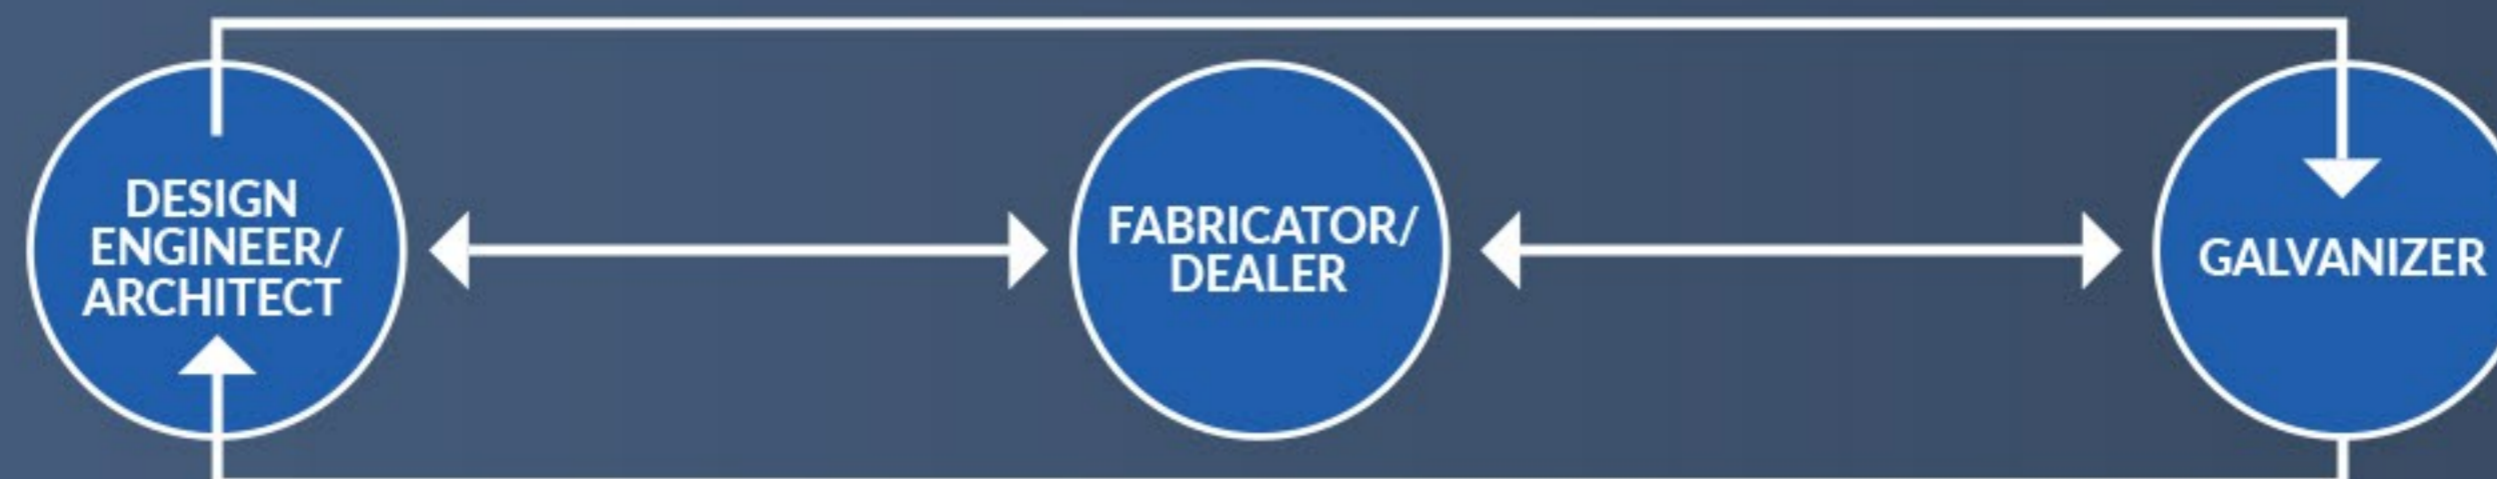 DESIGN
ENGINEER/
ARCHITECT
FABRICATOR/
DEALER
GALVANIZER